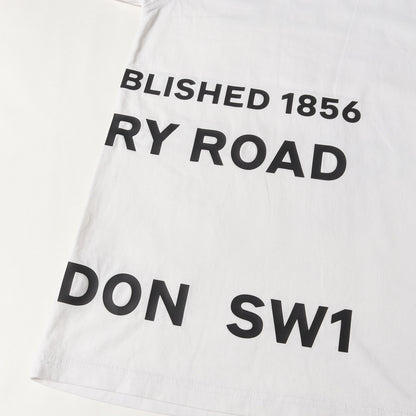 BLISHED 1856
RY ROAD
DON SW1